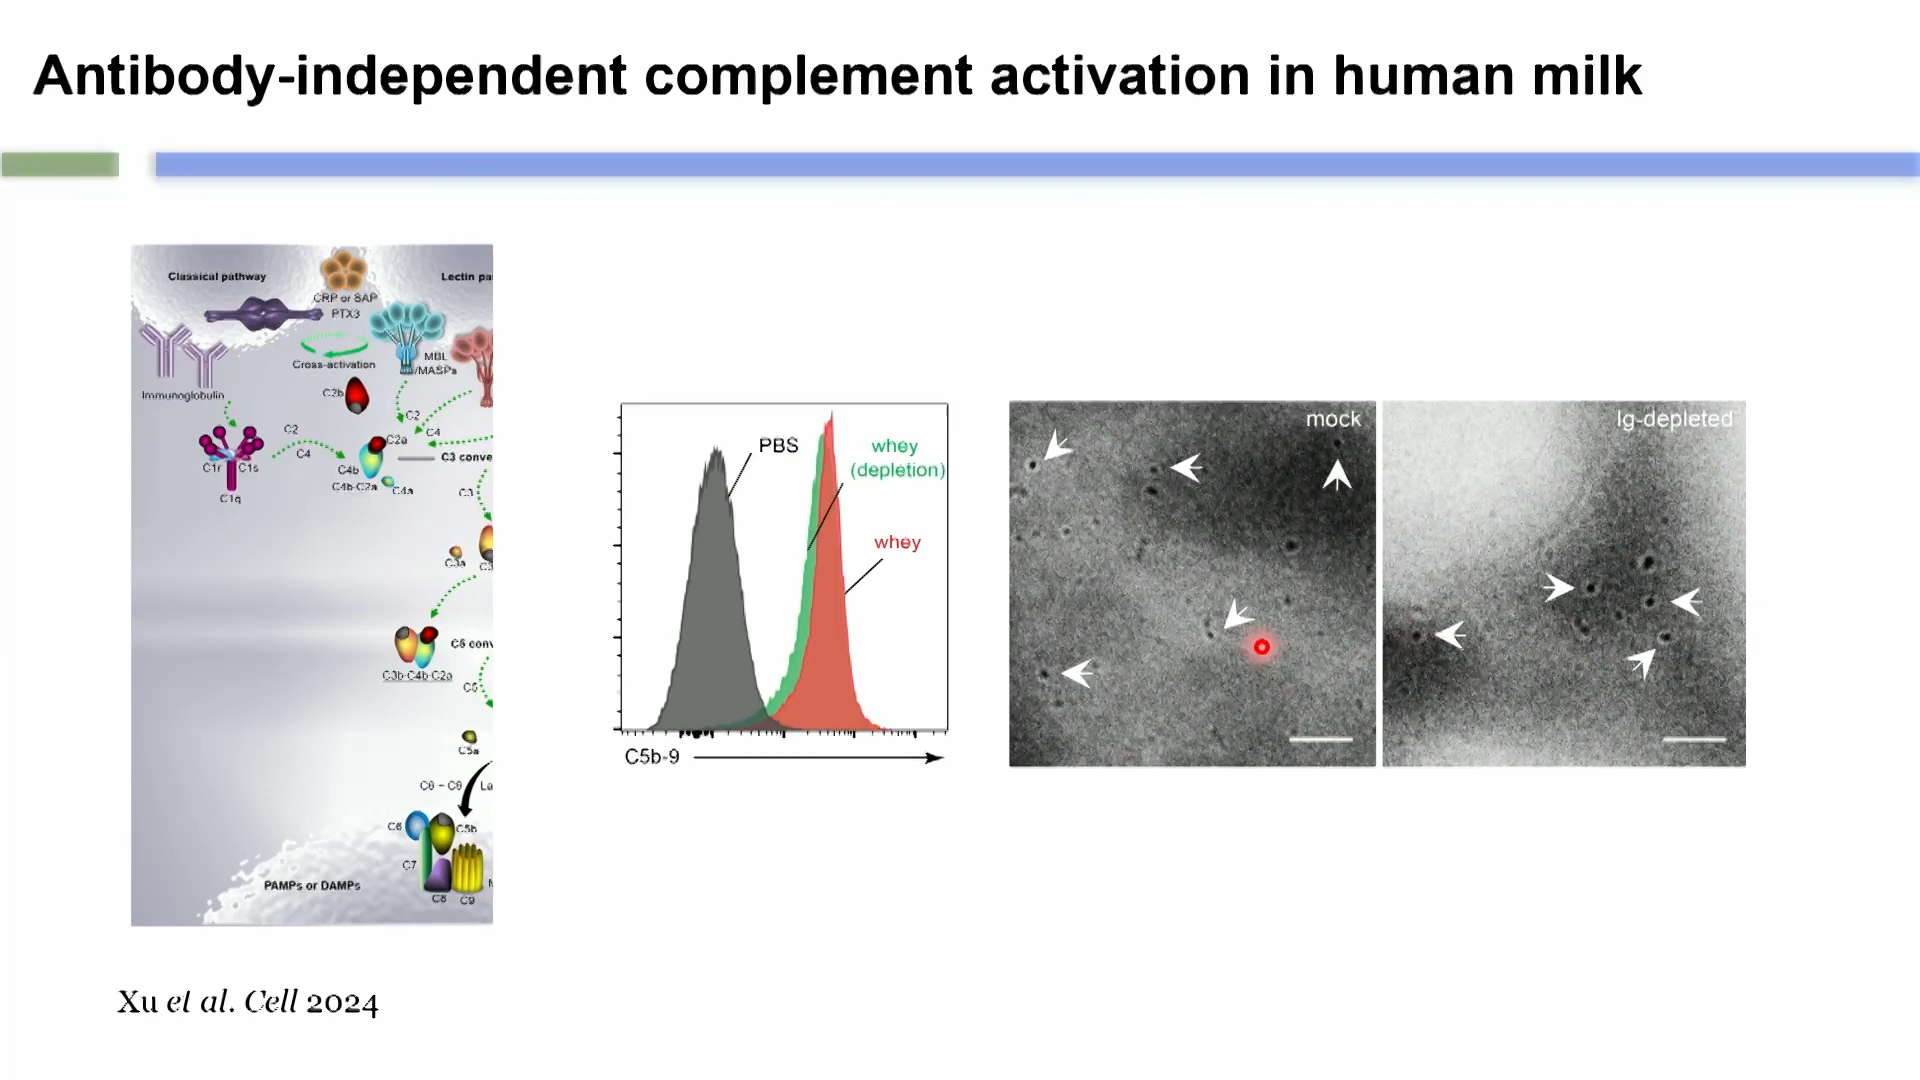 Antibody-independent complement activation in human milk
Classical pathway
Lectin pa
CRP or SAP
PTX3
Cross-activation
MBL
/MASPs
Immunoglobulin
C2b
C2
C4
C2
C4
C2a
C4b
C3 conve
C1r
C1s
C4b·C2a
C4a
C1q
C3
C3a
C5 conv
C3b·C4b·C2a
C5
C5a
C6
C5b
C7
PAMPs or DAMPs
C8
C9
PBS
whey
(depletion)
whey
C5b-9
mock
Ig-depleted
Xu et al. Cell 2024